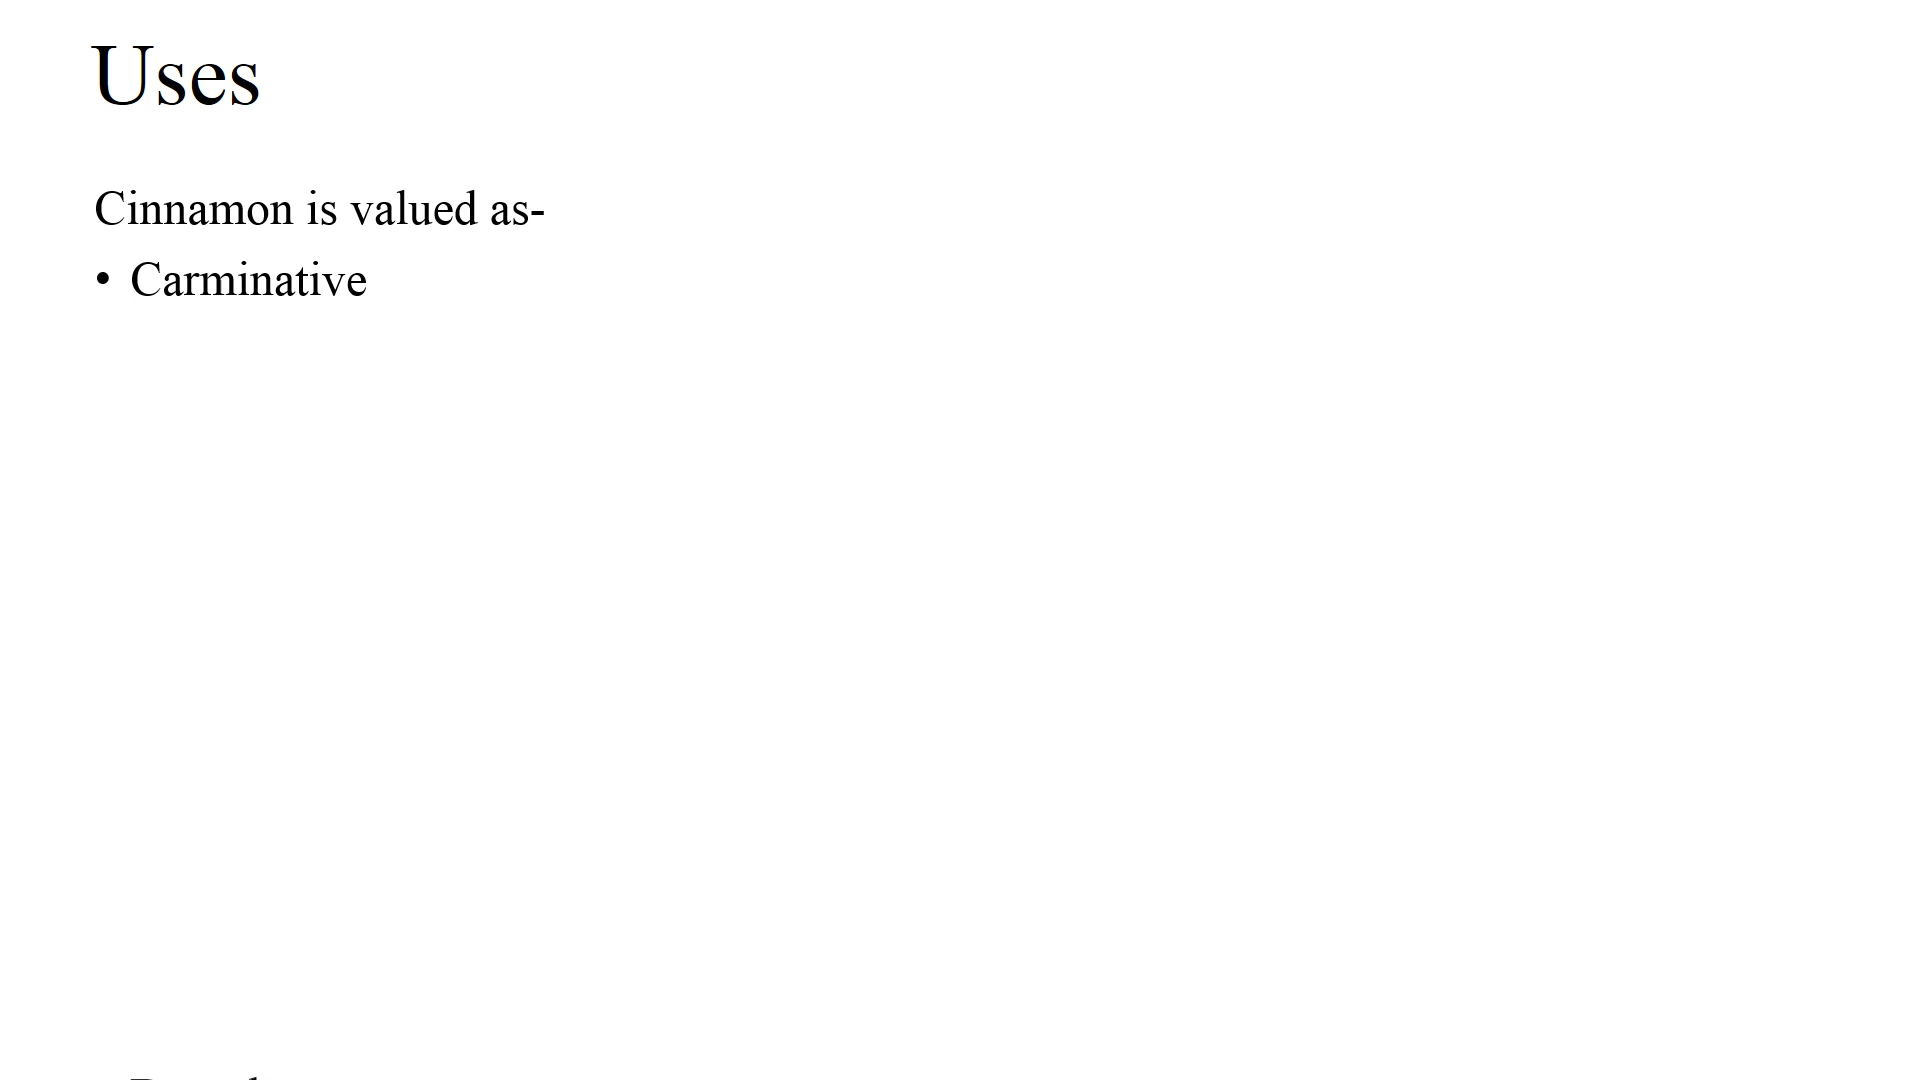 Uses
Cinnamon is valued as-
• Carminative